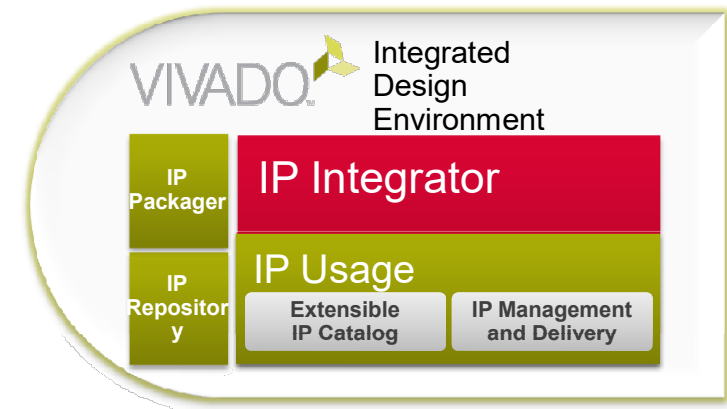 VIVADO.
Integrated
Design
Environment
IP
Packager
IP Integrator
IP
Repositor
y
IP Usage
Extensible
IP Catalog
IP Management
and Delivery